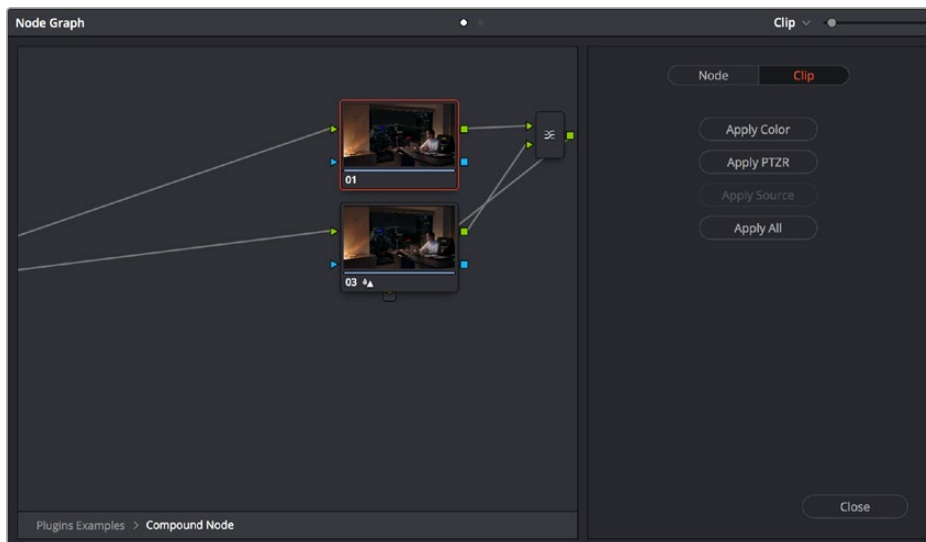 Node Graph
Clip
Node
Clip
Apply Color
Apply PTZR
Apply Source
Apply All
01
03
Close
Plugins Examples > Compound Node